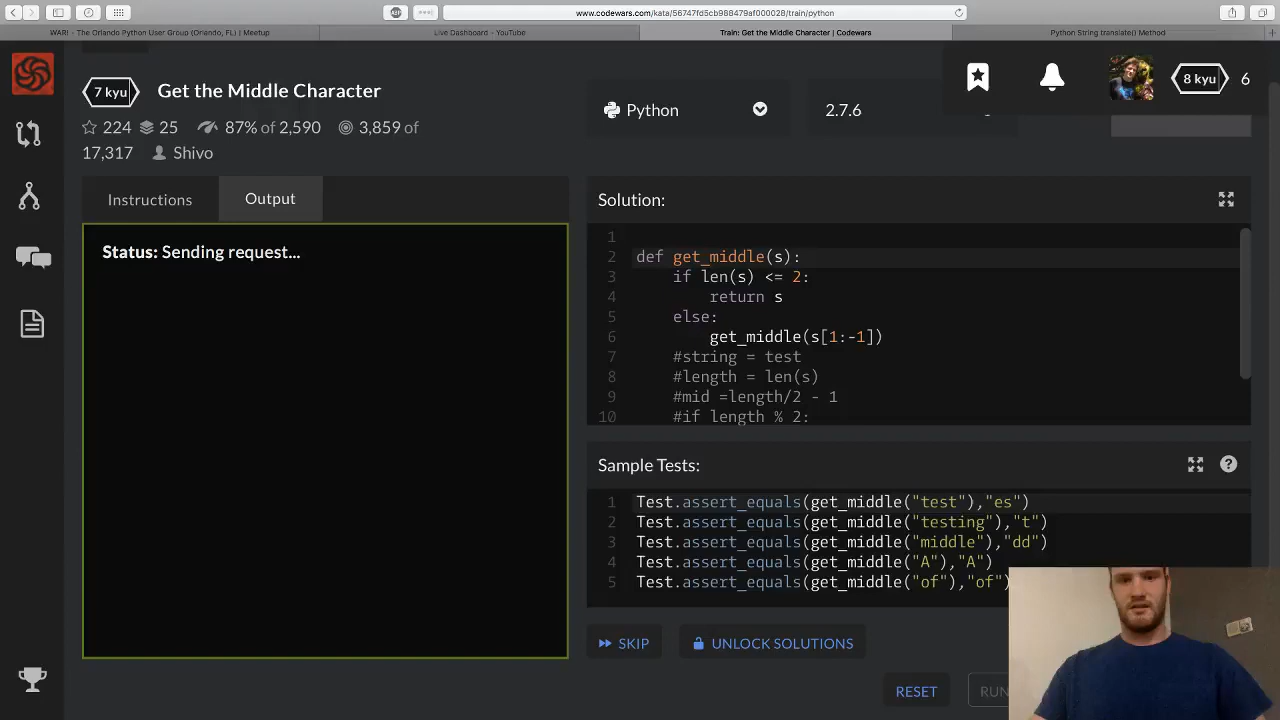 www.codewars.com/kata/56747fd5cb988479af000028/train/python
WAR! - The Orlando Python User Group (Orlando, FL) | Meetup
Live Dashboard - YouTube
Train: Get the Middle Character | Codewars
Python String translate() Method
7 kyu
Get the Middle Character
224 25 87% of 2,590 3,859 of
17,317 Shivo
Python
2.7.6
8 kyu 6
Instructions
Output
Status: Sending request...
Solution:
1
2 def get_middle(s):
3 if len(s) <= 2:
4 return s
5 else:
6 get_middle(s[1:-1])
7 #string = test
8 #length = len(s)
9 #mid =length/2 - 1
10 #if length % 2:
Sample Tests:
1 Test.assert_equals(get_middle("test"),"es")
2 Test.assert_equals(get_middle("testing"),"t")
3 Test.assert_equals(get_middle("middle"),"dd")
4 Test.assert_equals(get_middle("A"),"A")
5 Test.assert_equals(get_middle("of"),"of")
SKIP
UNLOCK SOLUTIONS
RESET
RUN